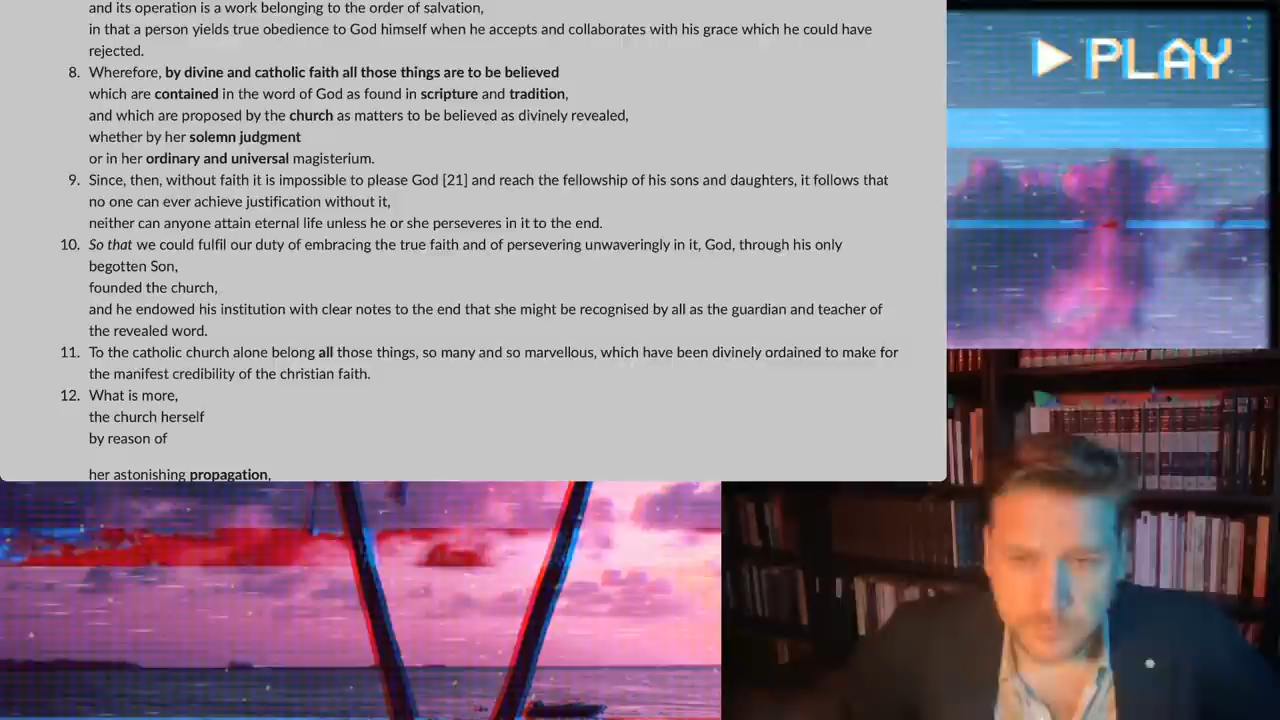 and its operation is a work belonging to the order of salvation,
in that a person yields true obedience to God himself when he accepts and collaborates with his grace which he could have
rejected.
8. Wherefore, by divine and catholic faith all those things are to be believed
which are contained in the word of God as found in scripture and tradition,
and which are proposed by the church as matters to be believed as divinely revealed,
whether by her solemn judgment
or in her ordinary and universal magisterium.
9. Since, then, without faith it is impossible to please God [21] and reach the fellowship of his sons and daughters, it follows that
no one can ever achieve justification without it,
neither can anyone attain eternal life unless he or she perseveres in it to the end.
10. So that we could fulfil our duty of embracing the true faith and of persevering unwaveringly in it, God, through his only
begotten Son,
founded the church,
and he endowed his institution with clear notes to the end that she might be recognised by all as the guardian and teacher of
the revealed word.
11. To the catholic church alone belong all those things, so many and so marvellous, which have been divinely ordained to make for
the manifest credibility of the christian faith.
12. What is more,
the church herself
by reason of
her astonishing propagation,
PLAY